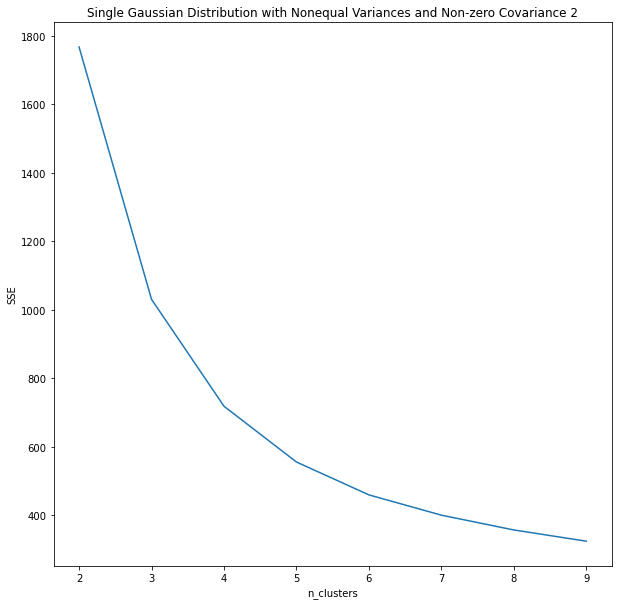 Single Gaussian Distribution with Nonequal Variances and Non-zero Covariance 2
1800
1600
1400
1200
1000
800
600
400
SSE
2 3 4 5 6 7 8 9
n_clusters